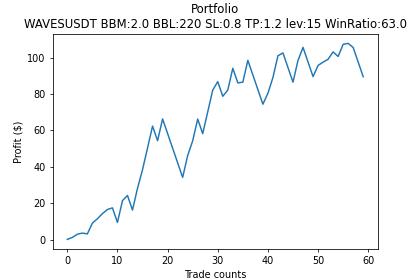 Portfolio
WAVESUSDT BBM:2.0 BBL:220 SL:0.8 TP:1.2 lev:15 WinRatio:63.0
Profit ($)
100
80
60
40
20
0
0 10 20 30 40 50 60
Trade counts